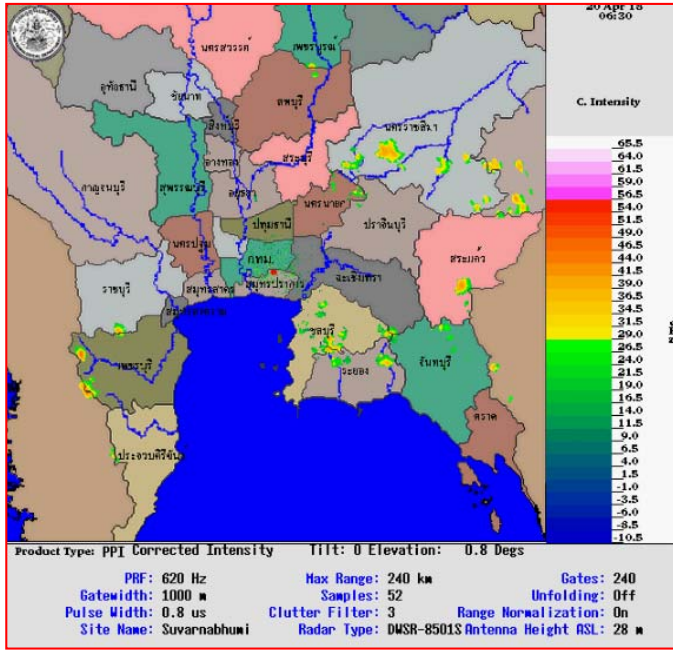 20 Apr 18
06:30
C. Intensity
นครสวรรค์
เพชรบูรณ์
อุทัยธานี
ชัยนาท
ลพบุรี
สิงหบุรี
นครราชสีมา
อ่างทอง
สระบุรี
กาญจนบุรี
สุพรรณบุรี
อยุธยา
นครนายก
ปทุมธานี
ปราจีนบุรี
นครปฐม
กทม.
สระแก้ว
ราชบุรี
สมุทรสาคร
สมุทรปราการ
ฉะเชิงเทรา
ชลบุรี
เพชรบุรี
ระยอง
จันทบุรี
ตราด
ประจวบคีรีขันธ์
65.5
64.0
61.5
59.0
56.5
54.0
51.5
49.0
46.5
44.0
41.5
39.0
36.5
34.0
31.5
29.0
26.5
24.0
21.5
19.0
16.5
14.0
11.5
9.0
6.5
4.0
1.5
-1.0
-3.5
-6.0
-8.5
-10.5
Product Type: PPI Corrected Intensity Tilt: 0 Elevation: 0.8 Degs
PRF: 620 Hz Max Range: 240 km Gates: 240
Gatewidth: 1000 m Samples: 52 Unfolding: Off
Pulse Width: 0.8 us Clutter Filter: 3 Range Normalization: On
Site Name: Suvarnabhumi Radar Type: DWSR-8501S Antenna Height ASL: 28 m